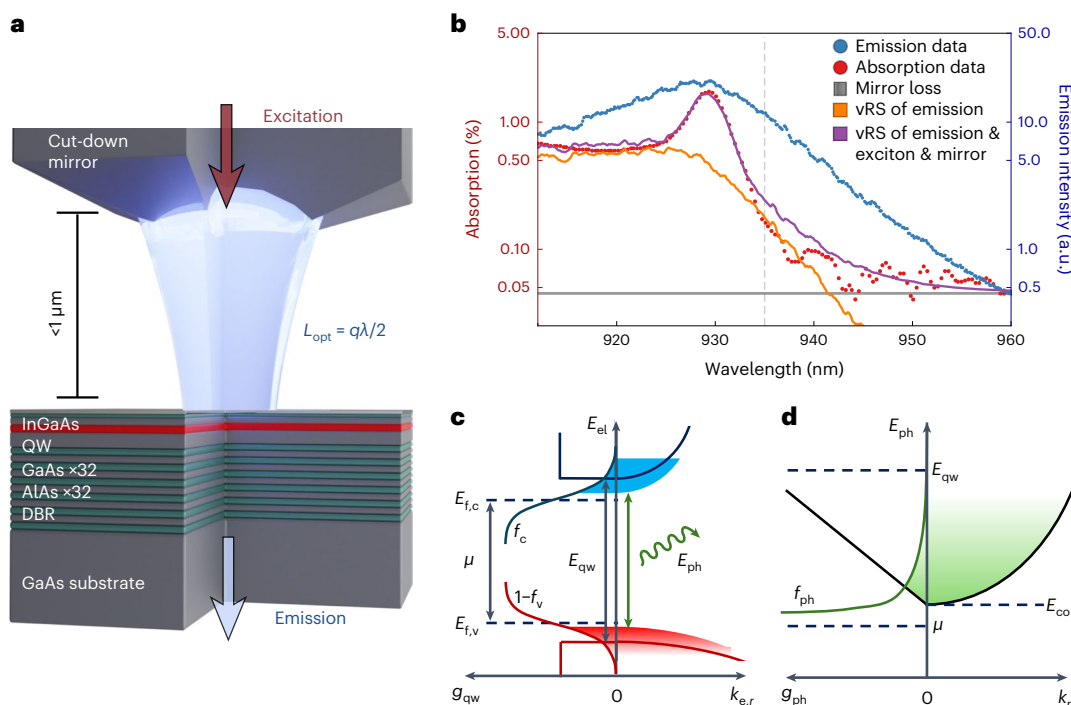 a
Excitation
Cut-down
mirror
<1 µm
L_opt = qλ/2
InGaAs
QW
GaAs ×32
AlAs ×32
DBR
GaAs substrate
Emission
b
5.00
1.00
0.50
0.10
0.05
Absorption (%)
50.0
10.0
5.0
1.0
0.5
Emission intensity (a.u.)
Emission data
Absorption data
Mirror loss
vRS of emission
vRS of emission &
exciton & mirror
920 930 940 950 960
Wavelength (nm)
c
E_el
E_f,c
f_c
µ
E_qw
E_ph
1−f_v
E_f,v
g_qw
0
k_e,r
d
E_ph
E_qw
f_ph
E_co
µ
g_ph
0